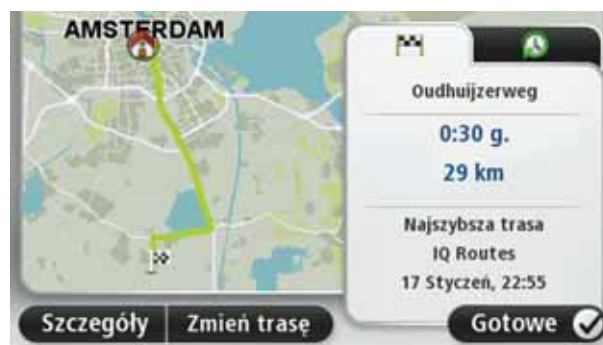 AMSTERDAM
Oudhuijzerweg
0:30 g.
29 km
Najszybsza trasa
IQ Routes
17 Styczeń, 22:55
Szczegóły
Zmień trasę
Gotowe